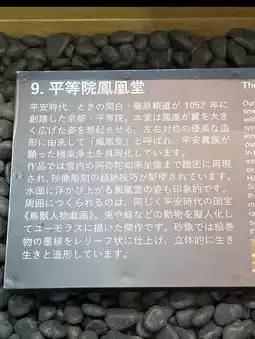 9. 平等院鳳凰堂
平安時代、ときの関白・藤原頼通が 1052 年に
創建した京都・平等院。本堂は鳳凰が翼を大き
く広げた姿を想起させる、左右対称の優美な造
形に由来して「鳳凰堂」と呼ばれ、平安貴族が
願った極楽浄土を具現化しています。
作品では堂内の阿弥陀如来坐像まで緻密に再現
され、砂像彫刻の超絶技巧が駆使されています。
水面に浮かび上がる鳳凰堂の姿も印象的です。
周囲につくられるのは、同じく平安時代の国宝
《鳥獣人物戯画》。兎や蛙などの動物を擬人化し
てユーモラスに描いた傑作です。砂像では絵巻
物の墨線をレリーフ状に仕上げ、立体的に生き
生きと造形しています。
The